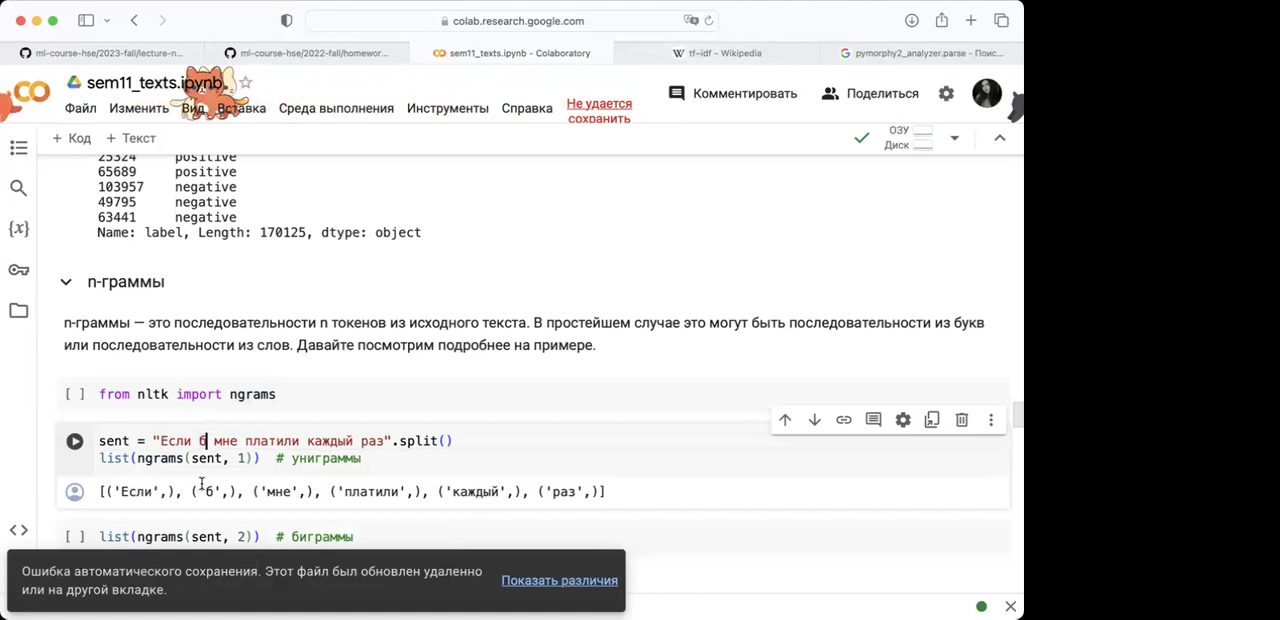 colab.research.google.com
ml-course-hse/2023-fall/lecture-n...
ml-course-hse/2022-fall/homewor...
sem11_texts.ipynb - Colaboratory
tf–idf - Wikipedia
pymorphy2_analyzer.parse - Поис...
sem11_texts.ipynb
Файл Изменить Вид Вставка Среда выполнения Инструменты Справка Не удается сохранить
Комментировать
Поделиться
+ Код + Текст
ОЗУ
Диск
25324 positive
65689 positive
103957 negative
49795 negative
63441 negative
Name: label, Length: 170125, dtype: object
n-граммы
n-граммы — это последовательности n токенов из исходного текста. В простейшем случае это могут быть последовательности из букв
или последовательности из слов. Давайте посмотрим подробнее на примере.
[ ] from nltk import ngrams
sent = "Если б мне платили каждый раз".split()
list(ngrams(sent, 1)) # униграммы
[('Если',), ('б',), ('мне',), ('платили',), ('каждый',), ('раз',)]
[ ] list(ngrams(sent, 2)) # биграммы
Ошибка автоматического сохранения. Этот файл был обновлен удаленно
или на другой вкладке.
Показать различия